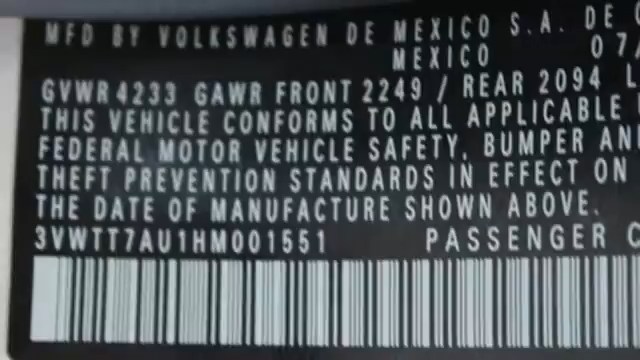 MFD BY VOLKSWAGEN DE MEXICO S.A. DE
MEXICO 07/
GVWR 4233 GAWR FRONT 2249 / REAR 2094 L
THIS VEHICLE CONFORMS TO ALL APPLICABLE
FEDERAL MOTOR VEHICLE SAFETY, BUMPER AN
THEFT PREVENTION STANDARDS IN EFFECT ON
THE DATE OF MANUFACTURE SHOWN ABOVE.
3VWTT7AU1HM001551 PASSENGER C